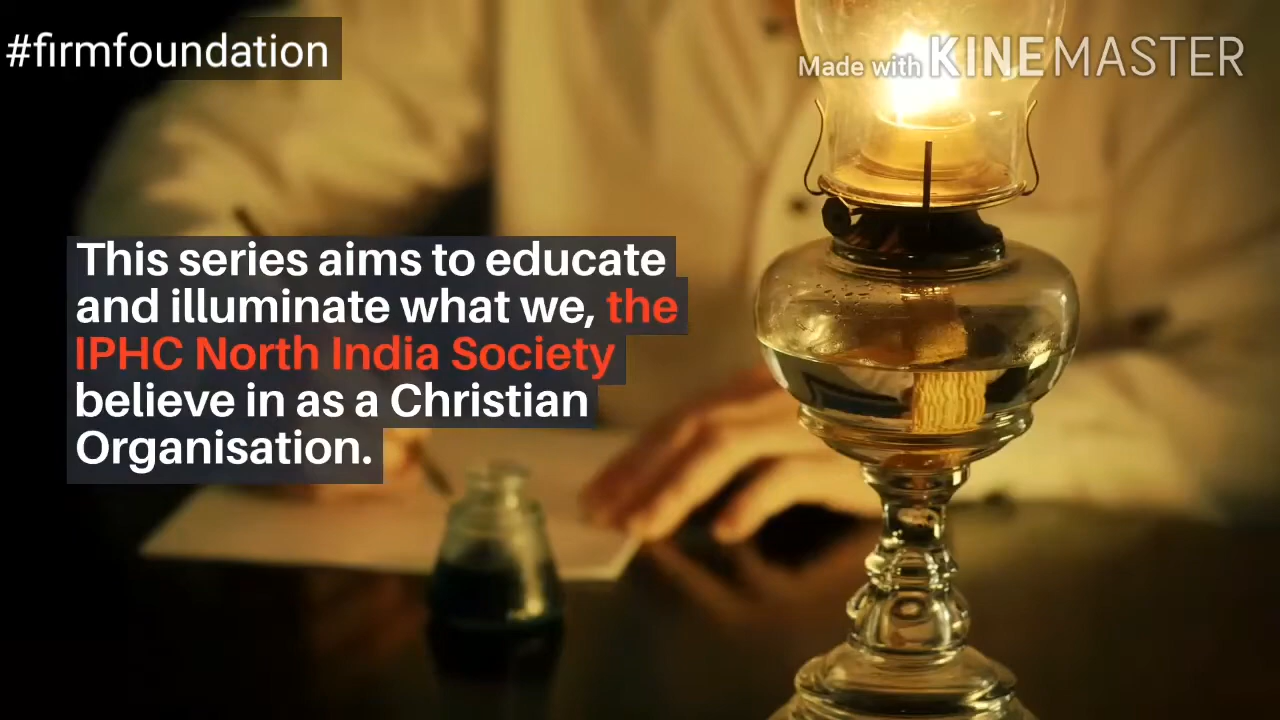 #firmfoundation
Made with KINEMASTER
This series aims to educate
and illuminate what we, the
IPHC North India Society
believe in as a Christian
Organisation.